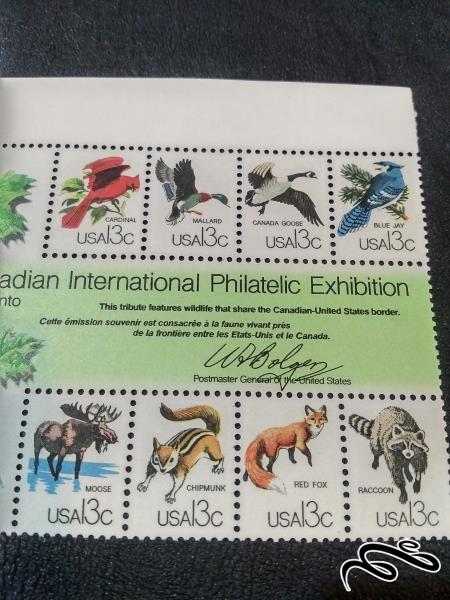 CARDINAL
USA13c
MALLARD
USA13c
CANADA GOOSE
USA13c
BLUE JAY
USA13c
adian International Philatelic Exhibition
nto
This tribute features wildlife that share the Canadian-United States border.
Cette émission souvenir est consacrée à la faune vivant près
de la frontière entre les Etats-Unis et le Canada.
Postmaster General of the United States
MOOSE
USA13c
CHIPMUNK
USA13c
RED FOX
USA13c
RACCOON
USA13c